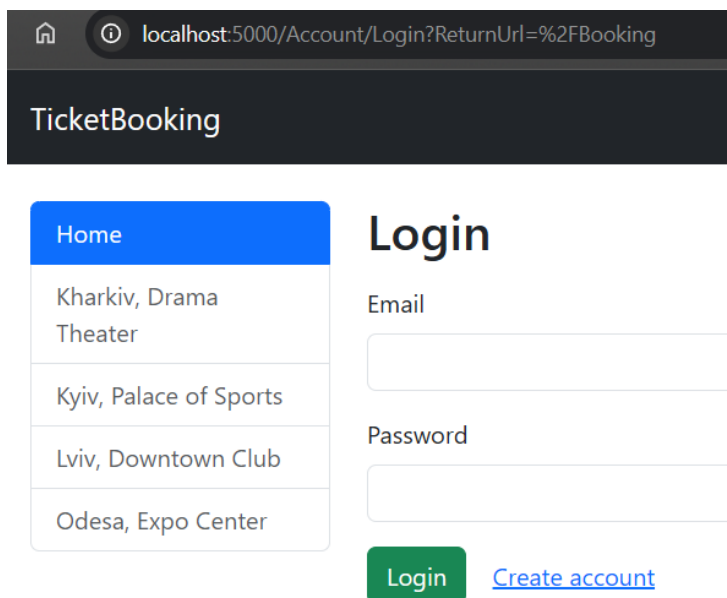 localhost:5000/Account/Login?ReturnUrl=%2FBooking
TicketBooking
Home
Kharkiv, Drama
Theater
Kyiv, Palace of Sports
Lviv, Downtown Club
Odesa, Expo Center
Login
Email
Password
Login
Create account